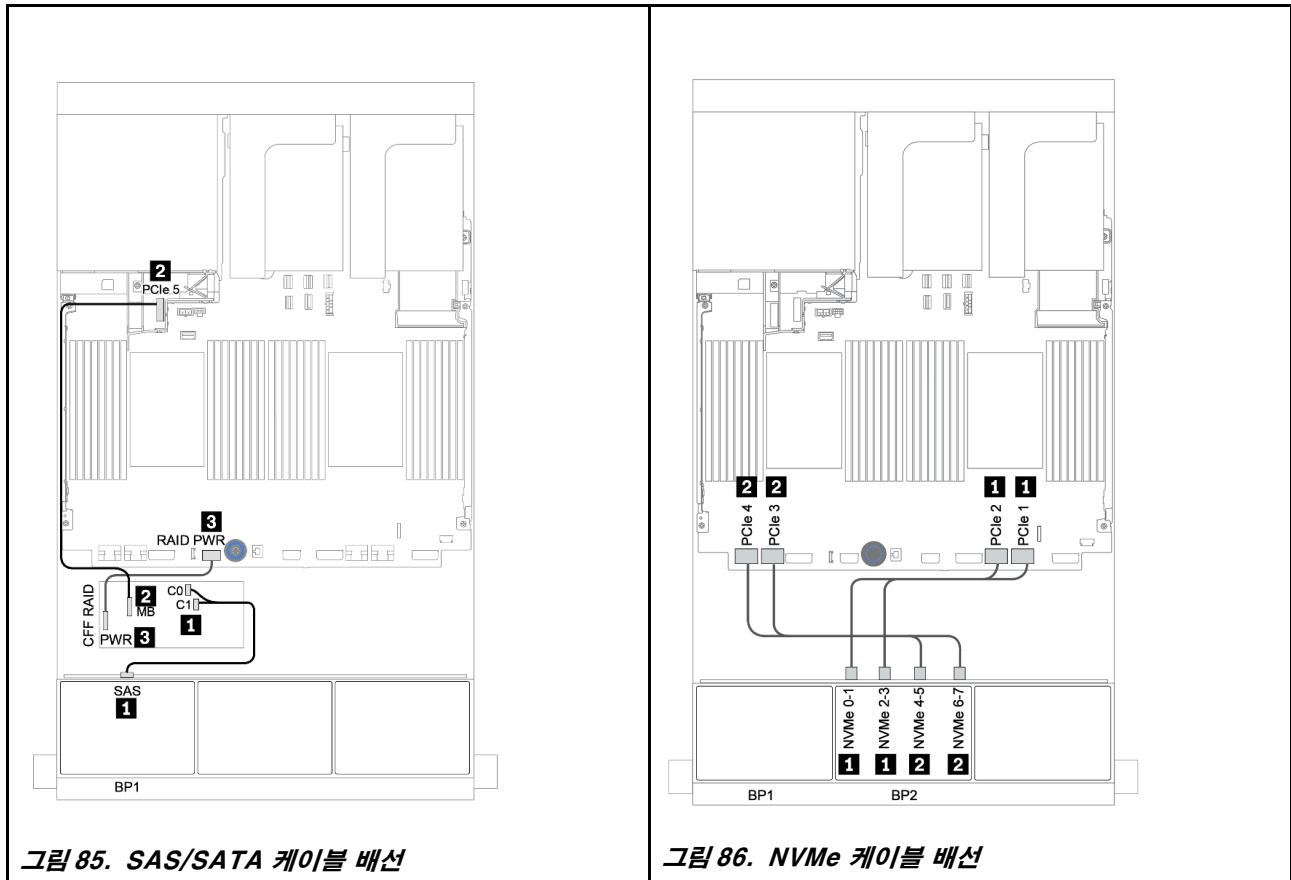 2
PCIe 5
3
RAID PWR
CFF RAID
2
MB
C0
C1
1
PWR 3
SAS
1
BP1
그림 85. SAS/SATA 케이블 배선
2 2 1 1
PCIe 4 PCIe 3 PCIe 2 PCIe 1
NVMe 0-1 NVMe 2-3 NVMe 4-5 NVMe 6-7
1 1 2 2
BP1 BP2
그림 86. NVMe 케이블 배선